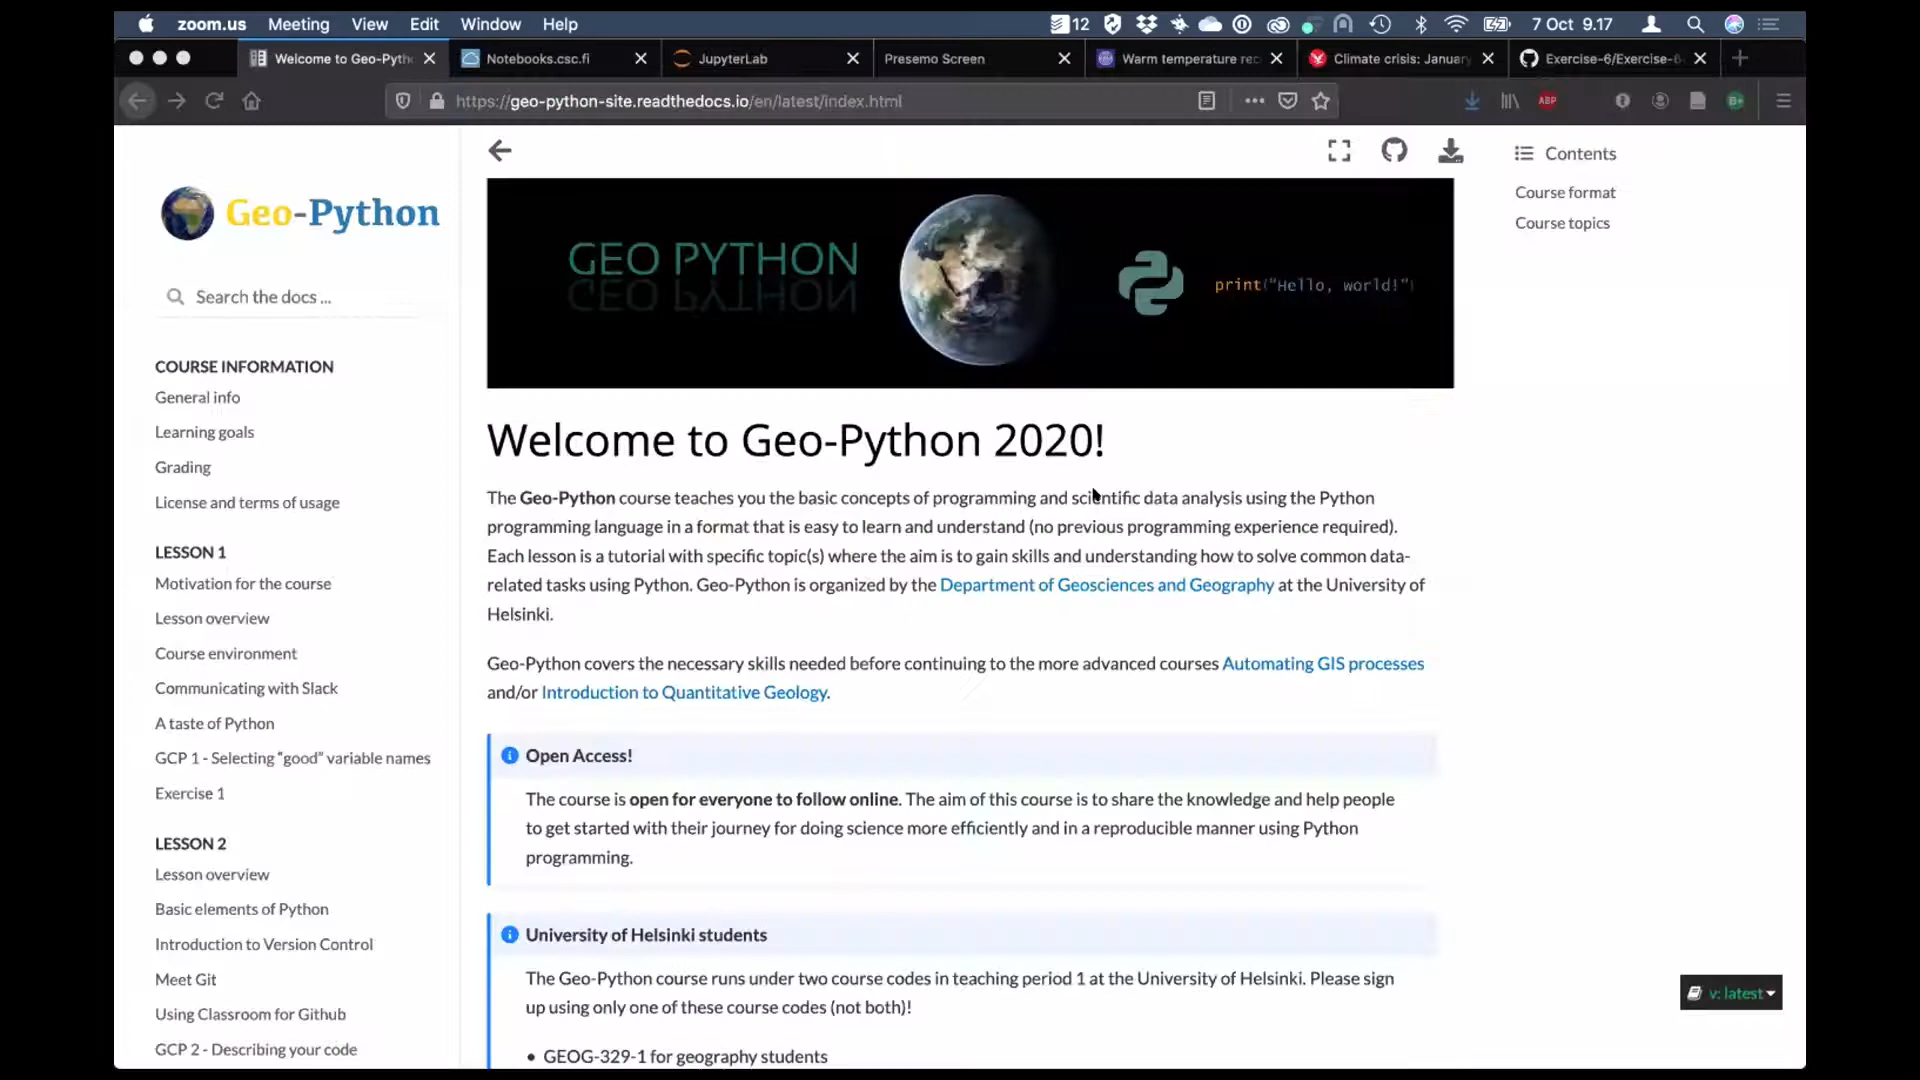 zoom.us Meeting View Edit Window Help 12 7 Oct 9.17
Welcome to Geo-Pyth Notebooks.csc.fi JupyterLab Presemo Screen Warm temperature rec Climate crisis: January Exercise-6/Exercise-6
https://geo-python-site.readthedocs.io/en/latest/index.html ABP B+
Geo-Python
Search the docs ...
COURSE INFORMATION
General info
Learning goals
Grading
License and terms of usage
LESSON 1
Motivation for the course
Lesson overview
Course environment
Communicating with Slack
A taste of Python
GCP 1 - Selecting “good” variable names
Exercise 1
LESSON 2
Lesson overview
Basic elements of Python
Introduction to Version Control
Meet Git
Using Classroom for Github
GCP 2 - Describing your code
GEO PYTHON
print("Hello, world!")
Welcome to Geo-Python 2020!
The Geo-Python course teaches you the basic concepts of programming and scientific data analysis using the Python
programming language in a format that is easy to learn and understand (no previous programming experience required).
Each lesson is a tutorial with specific topic(s) where the aim is to gain skills and understanding how to solve common data-
related tasks using Python. Geo-Python is organized by the Department of Geosciences and Geography at the University of
Helsinki.
Geo-Python covers the necessary skills needed before continuing to the more advanced courses Automating GIS processes
and/or Introduction to Quantitative Geology.
Open Access!
The course is open for everyone to follow online. The aim of this course is to share the knowledge and help people
to get started with their journey for doing science more efficiently and in a reproducible manner using Python
programming.
University of Helsinki students
The Geo-Python course runs under two course codes in teaching period 1 at the University of Helsinki. Please sign
up using only one of these course codes (not both)!
• GEOG-329-1 for geography students
Contents
Course format
Course topics
v: latest